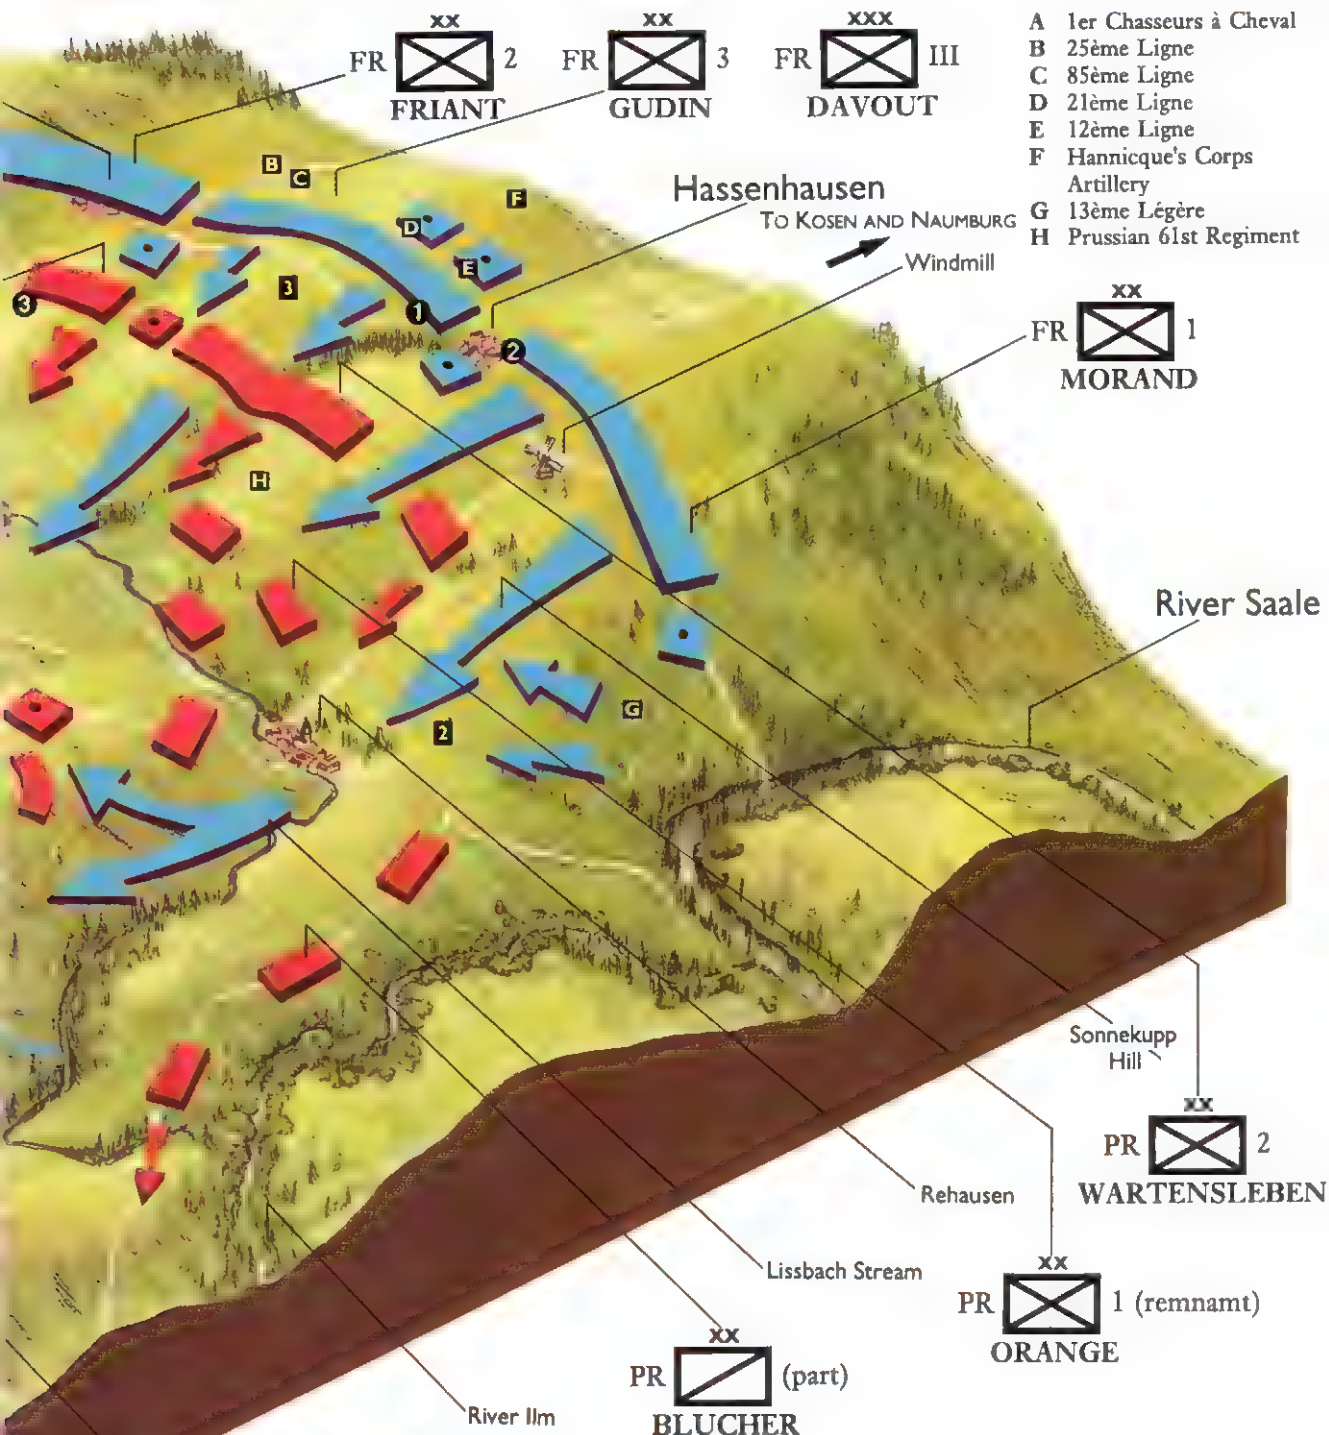 xx
FR 2
FRIANT
xx
FR 3
GUDIN
xxx
FR III
DAVOUT
A 1er Chasseurs à Cheval
B 25ème Ligne
C 85ème Ligne
D 21ème Ligne
E 12ème Ligne
F Hannicque's Corps
Artillery
G 13ème Légère
H Prussian 61st Regiment
B
C
F
Hassenhausen
TO KOSEN AND NAUMBURG
Windmill
D
E
3
3
1
2
xx
FR 1
MORAND
H
River Saale
G
2
A
Sonnekupp
Hill
xx
PR 2
WARTENSLEBEN
Rehausen
Lissbach Stream
xx
PR 1 (remnamt)
ORANGE
xx
PR (part)
BLUCHER
River Ilm